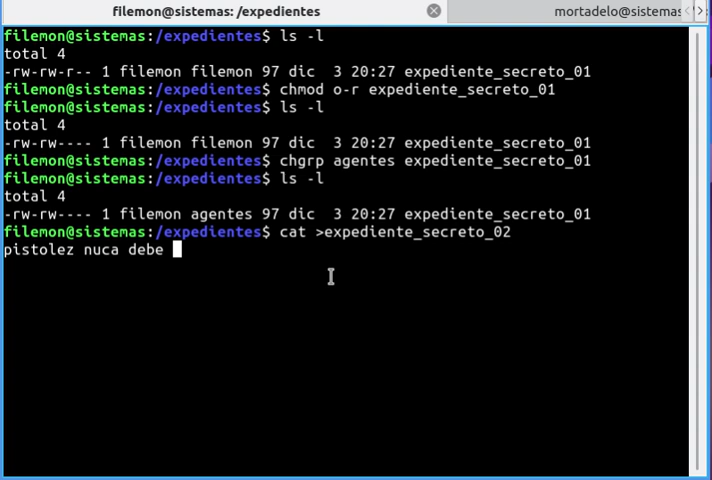 filemon@sistemas: /expedientes
mortadelo@sistemas:
filemon@sistemas:/expedientes$ ls -l
total 4
-rw-rw-r-- 1 filemon filemon 97 dic  3 20:27 expediente_secreto_01
filemon@sistemas:/expedientes$ chmod o-r expediente_secreto_01
filemon@sistemas:/expedientes$ ls -l
total 4
-rw-rw---- 1 filemon filemon 97 dic  3 20:27 expediente_secreto_01
filemon@sistemas:/expedientes$ chgrp agentes expediente_secreto_01
filemon@sistemas:/expedientes$ ls -l
total 4
-rw-rw---- 1 filemon agentes 97 dic  3 20:27 expediente_secreto_01
filemon@sistemas:/expedientes$ cat >expediente_secreto_02
pistolez nuca debe